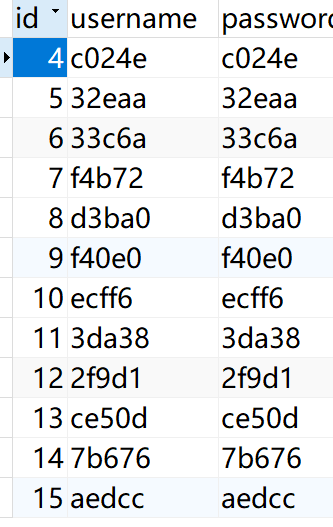 id username password
4 c024e c024e
5 32eaa 32eaa
6 33c6a 33c6a
7 f4b72 f4b72
8 d3ba0 d3ba0
9 f40e0 f40e0
10 ecff6 ecff6
11 3da38 3da38
12 2f9d1 2f9d1
13 ce50d ce50d
14 7b676 7b676
15 aedcc aedcc